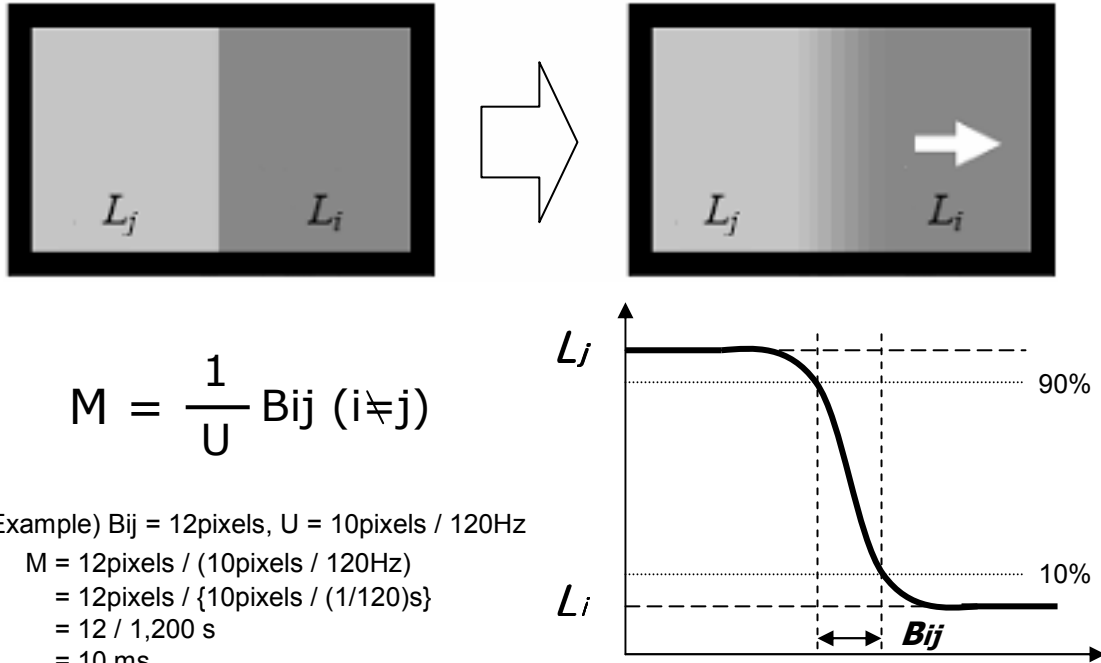 Lj Li
Lj Li
M = 1/U Bij (i≒j)
Example) Bij = 12pixels, U = 10pixels / 120Hz
M = 12pixels / (10pixels / 120Hz)
= 12pixels / {10pixels / (1/120)s}
= 12 / 1,200 s
= 10 ms
Lj
90%
10%
Li
Bij